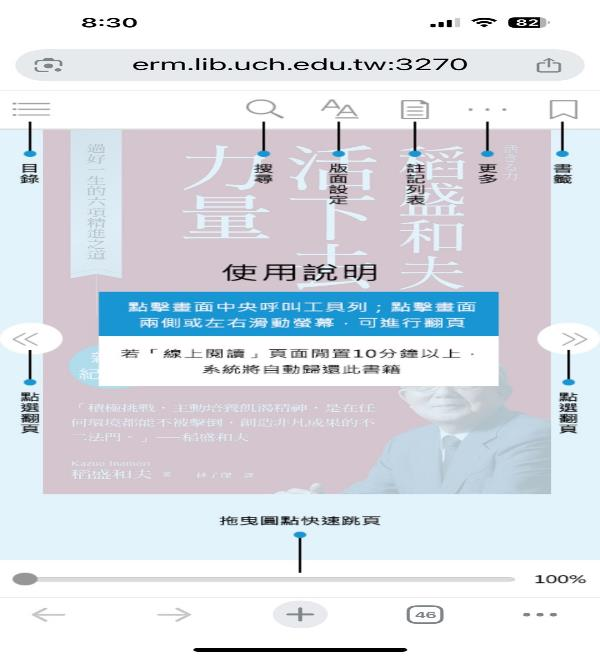 8:30
82
erm.lib.uch.edu.tw:3270
目錄
搜尋
AA
版面設定
註記列表
更多
書籤
過好一生的六項精進之道
力量
活下去
稻盛和夫
活きる力
使用說明
點擊畫面中央呼叫工具列；點擊畫面
兩側或左右滑動螢幕，可進行翻頁
若「線上閱讀」頁面閒置10分鐘以上，
系統將自動歸還此書籍
點選翻頁
點選翻頁
「積極挑戰、主動培養飢渴精神，是在任
何環境都能不被擊倒，創造非凡成果的不
二法門。」——稻盛和夫
Kazuo Inamori
稻盛和夫
著
譯
拖曳圓點快速跳頁
100%
46